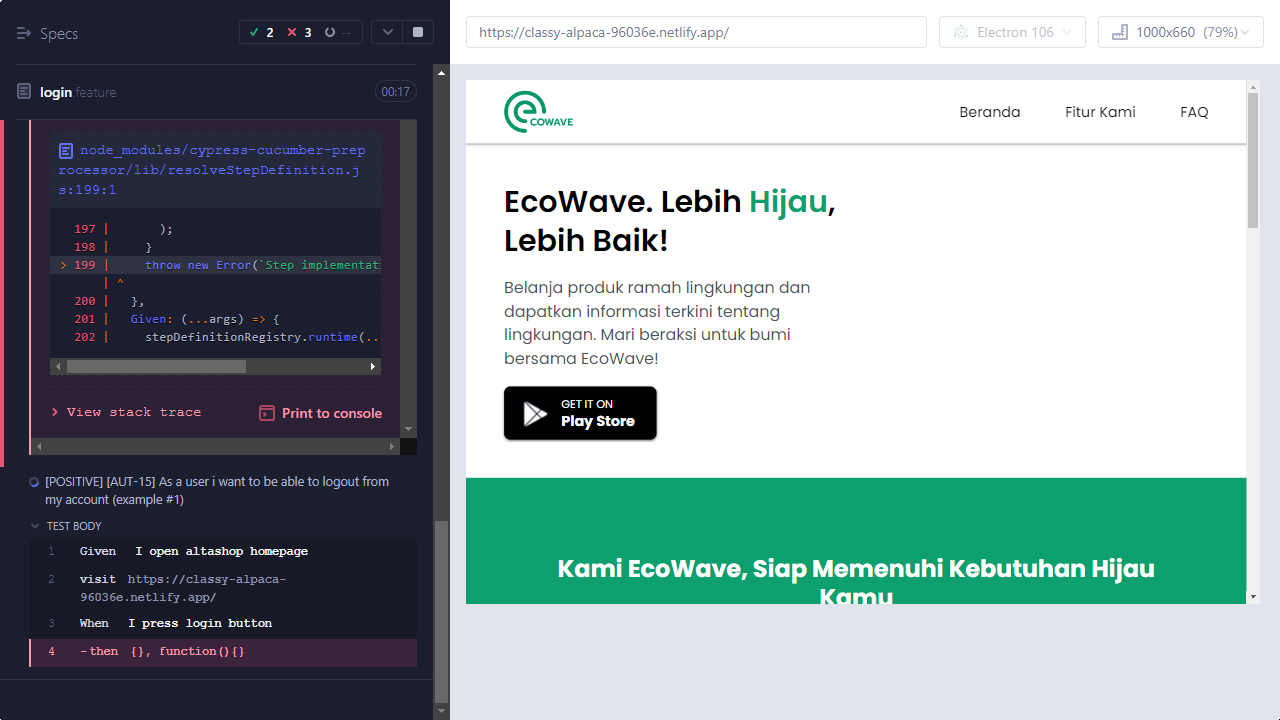 Specs
2
3
--
login.feature
00:17
node_modules/cypress-cucumber-prep
rocessor/lib/resolveStepDefinition.j
s:199:1
197 | );
198 | }
> 199 | throw new Error(`Step implementat
| ^
200 | },
201 | Given: (...args) => {
202 | stepDefinitionRegistry.runtime(..
View stack trace
Print to console
[POSITIVE] [AUT-15] As a user i want to be able to logout from
my account (example #1)
TEST BODY
1 Given I open altashop homepage
2 visit https://classy-alpaca-
96036e.netlify.app/
3 When I press login button
4 -then {}, function(){}
https://classy-alpaca-96036e.netlify.app/
Electron 106
1000x660 (79%)
ECOWAVE
Beranda
Fitur Kami
FAQ
EcoWave. Lebih Hijau,
Lebih Baik!
Belanja produk ramah lingkungan dan
dapatkan informasi terkini tentang
lingkungan. Mari beraksi untuk bumi
bersama EcoWave!
GET IT ON
Play Store
Kami EcoWave, Siap Memenuhi Kebutuhan Hijau
Kamu